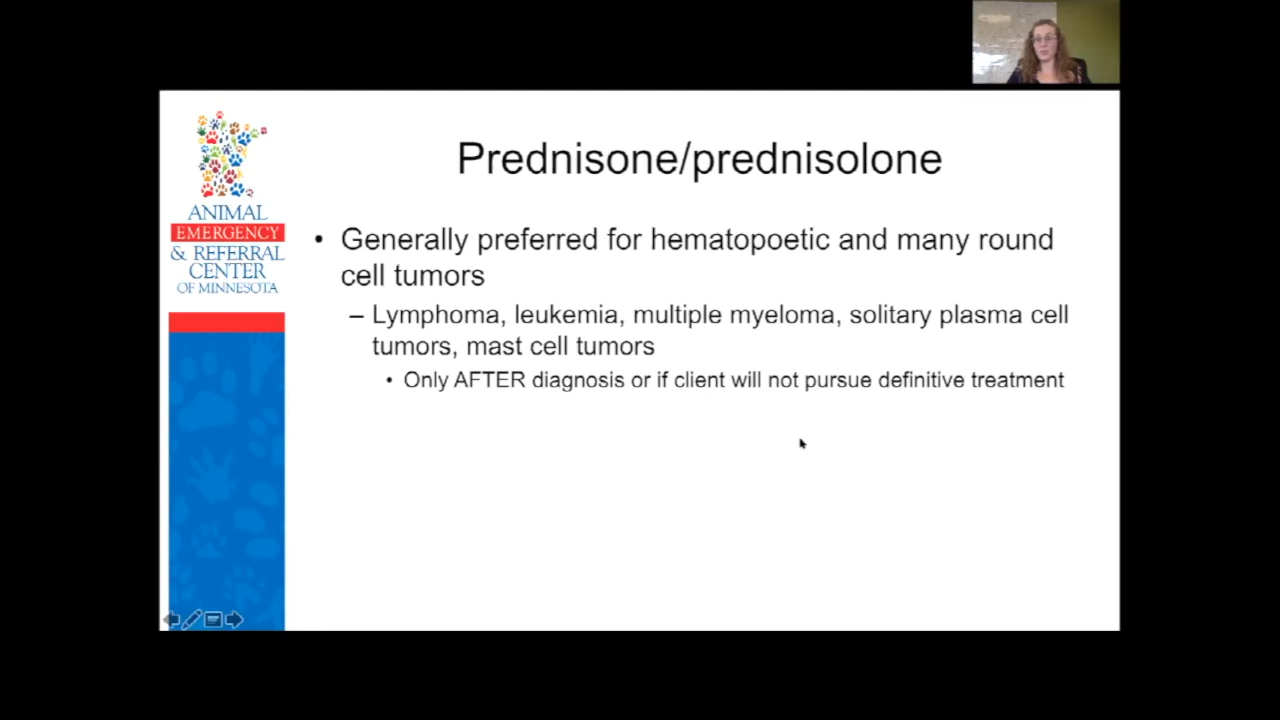 Prednisone/prednisolone
ANIMAL
EMERGENCY
& REFERRAL
CENTER
OF MINNESOTA
• Generally preferred for hematopoetic and many round
cell tumors
– Lymphoma, leukemia, multiple myeloma, solitary plasma cell
tumors, mast cell tumors
• Only AFTER diagnosis or if client will not pursue definitive treatment